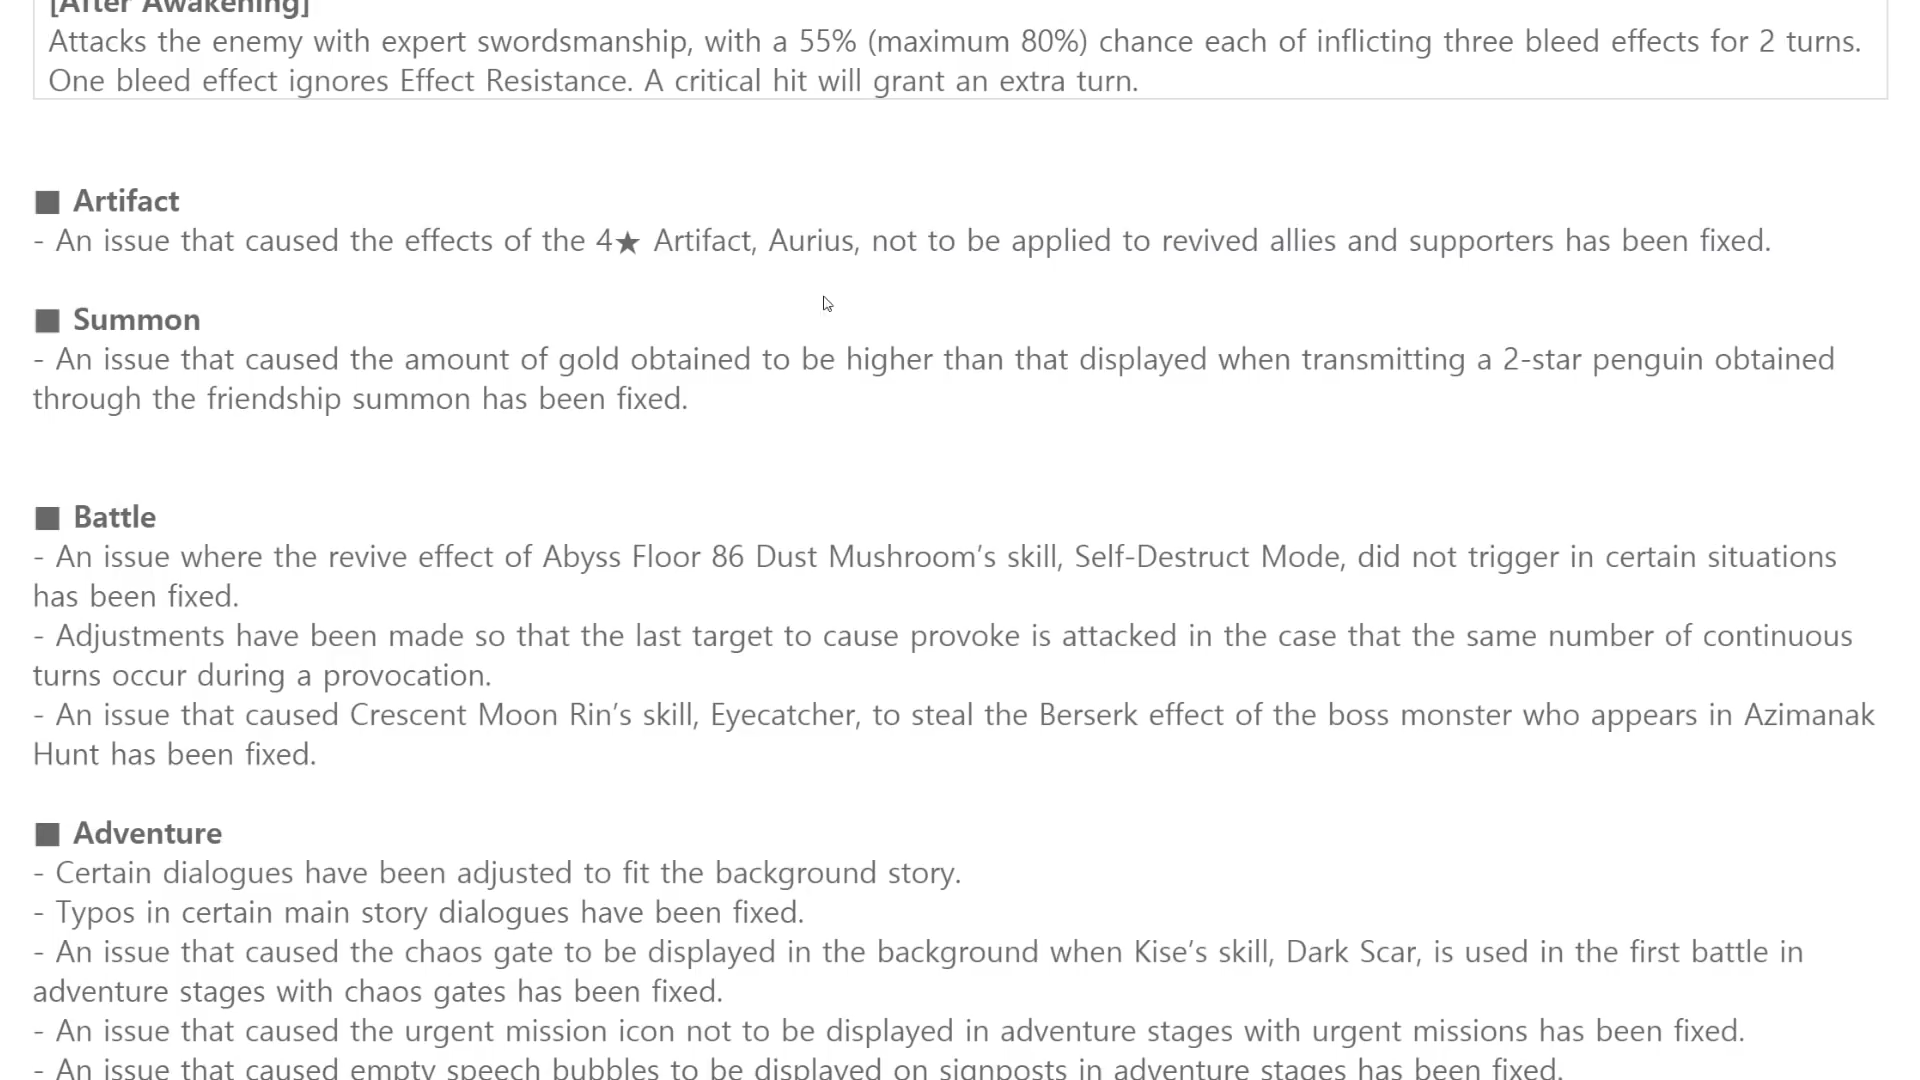 [After Awakening]
Attacks the enemy with expert swordsmanship, with a 55% (maximum 80%) chance each of inflicting three bleed effects for 2 turns.
One bleed effect ignores Effect Resistance. A critical hit will grant an extra turn.
■ Artifact
- An issue that caused the effects of the 4★ Artifact, Aurius, not to be applied to revived allies and supporters has been fixed.
■ Summon
- An issue that caused the amount of gold obtained to be higher than that displayed when transmitting a 2-star penguin obtained
through the friendship summon has been fixed.
■ Battle
- An issue where the revive effect of Abyss Floor 86 Dust Mushroom’s skill, Self-Destruct Mode, did not trigger in certain situations
has been fixed.
- Adjustments have been made so that the last target to cause provoke is attacked in the case that the same number of continuous
turns occur during a provocation.
- An issue that caused Crescent Moon Rin’s skill, Eyecatcher, to steal the Berserk effect of the boss monster who appears in Azimanak
Hunt has been fixed.
■ Adventure
- Certain dialogues have been adjusted to fit the background story.
- Typos in certain main story dialogues have been fixed.
- An issue that caused the chaos gate to be displayed in the background when Kise’s skill, Dark Scar, is used in the first battle in
adventure stages with chaos gates has been fixed.
- An issue that caused the urgent mission icon not to be displayed in adventure stages with urgent missions has been fixed.
- An issue that caused empty speech bubbles to be displayed on signposts in adventure stages has been fixed.